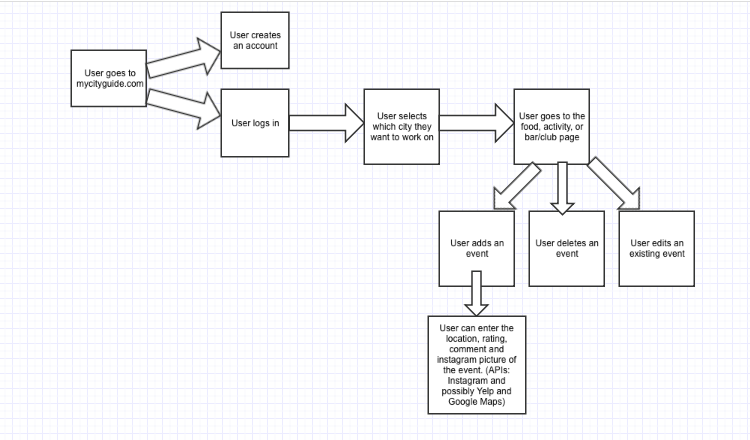 User creates
an account
User goes to
mycityguide.com
User logs in
User selects
which city they
want to work on
User goes to the
food, activity, or
bar/club page
User adds an
event
User deletes an
event
User edits an
existing event
User can enter the
location, rating,
comment and
instagram picture of
the event. (APIs:
Instagram and
possibly Yelp and
Google Maps)